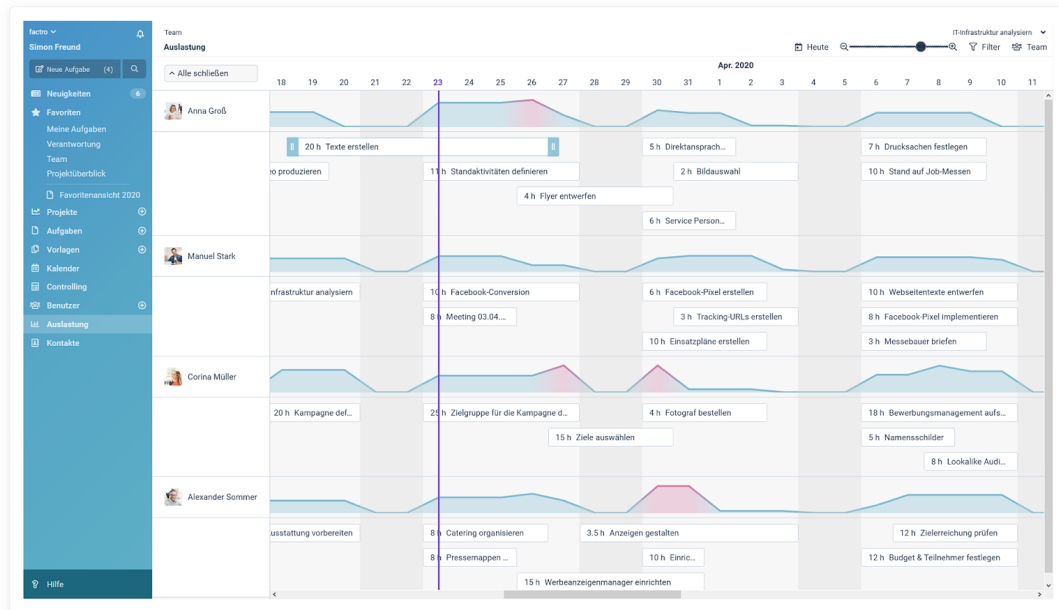 factro
Simon Freund
Neue Aufgabe (4)
Neuigkeiten 6
Favoriten
Meine Aufgaben
Verantwortung
Team
Projektüberblick
Favoritenansicht 2020
Projekte
Aufgaben
Vorlagen
Kalender
Controlling
Benutzer
Auslastung
Kontakte
Hilfe
Team
Auslastung
IT-Infrastruktur analysiern
Heute
Filter
Team
Alle schließen
Apr. 2020
18 19 20 21 22 23 24 25 26 27 28 29 30 31 1 2 3 4 5 6 7 8 9 10 11
Anna Groß
20 h Texte erstellen
5 h Direktansprach...
7 h Drucksachen festlegen
eo produzieren
11 h Standaktivitäten definieren
2 h Bildauswahl
10 h Stand auf Job-Messen
4 h Flyer entwerfen
6 h Service Person...
Manuel Stark
nfrastruktur analysiern
10 h Facebook-Conversion
6 h Facebook-Pixel erstellen
10 h Webseitentexte entwerfen
8 h Meeting 03.04....
3 h Tracking-URLs erstellen
8 h Facebook-Pixel implementieren
10 h Einsatzpläne erstellen
3 h Messebauer briefen
Corina Müller
20 h Kampagne def...
25 h Zielgruppe für die Kampagne d...
4 h Fotograf bestellen
18 h Bewerbungsmanagement aufs...
15 h Ziele auswählen
5 h Namensschilder
8 h Lookalike Audi...
Alexander Sommer
usstattung vorbereiten
8 h Catering organisieren
3.5 h Anzeigen gestalten
12 h Zielerreichung prüfen
8 h Pressemappen ...
10 h Einric...
12 h Budget & Teilnehmer festlegen
15 h Werbeanzeigenmanager einrichten